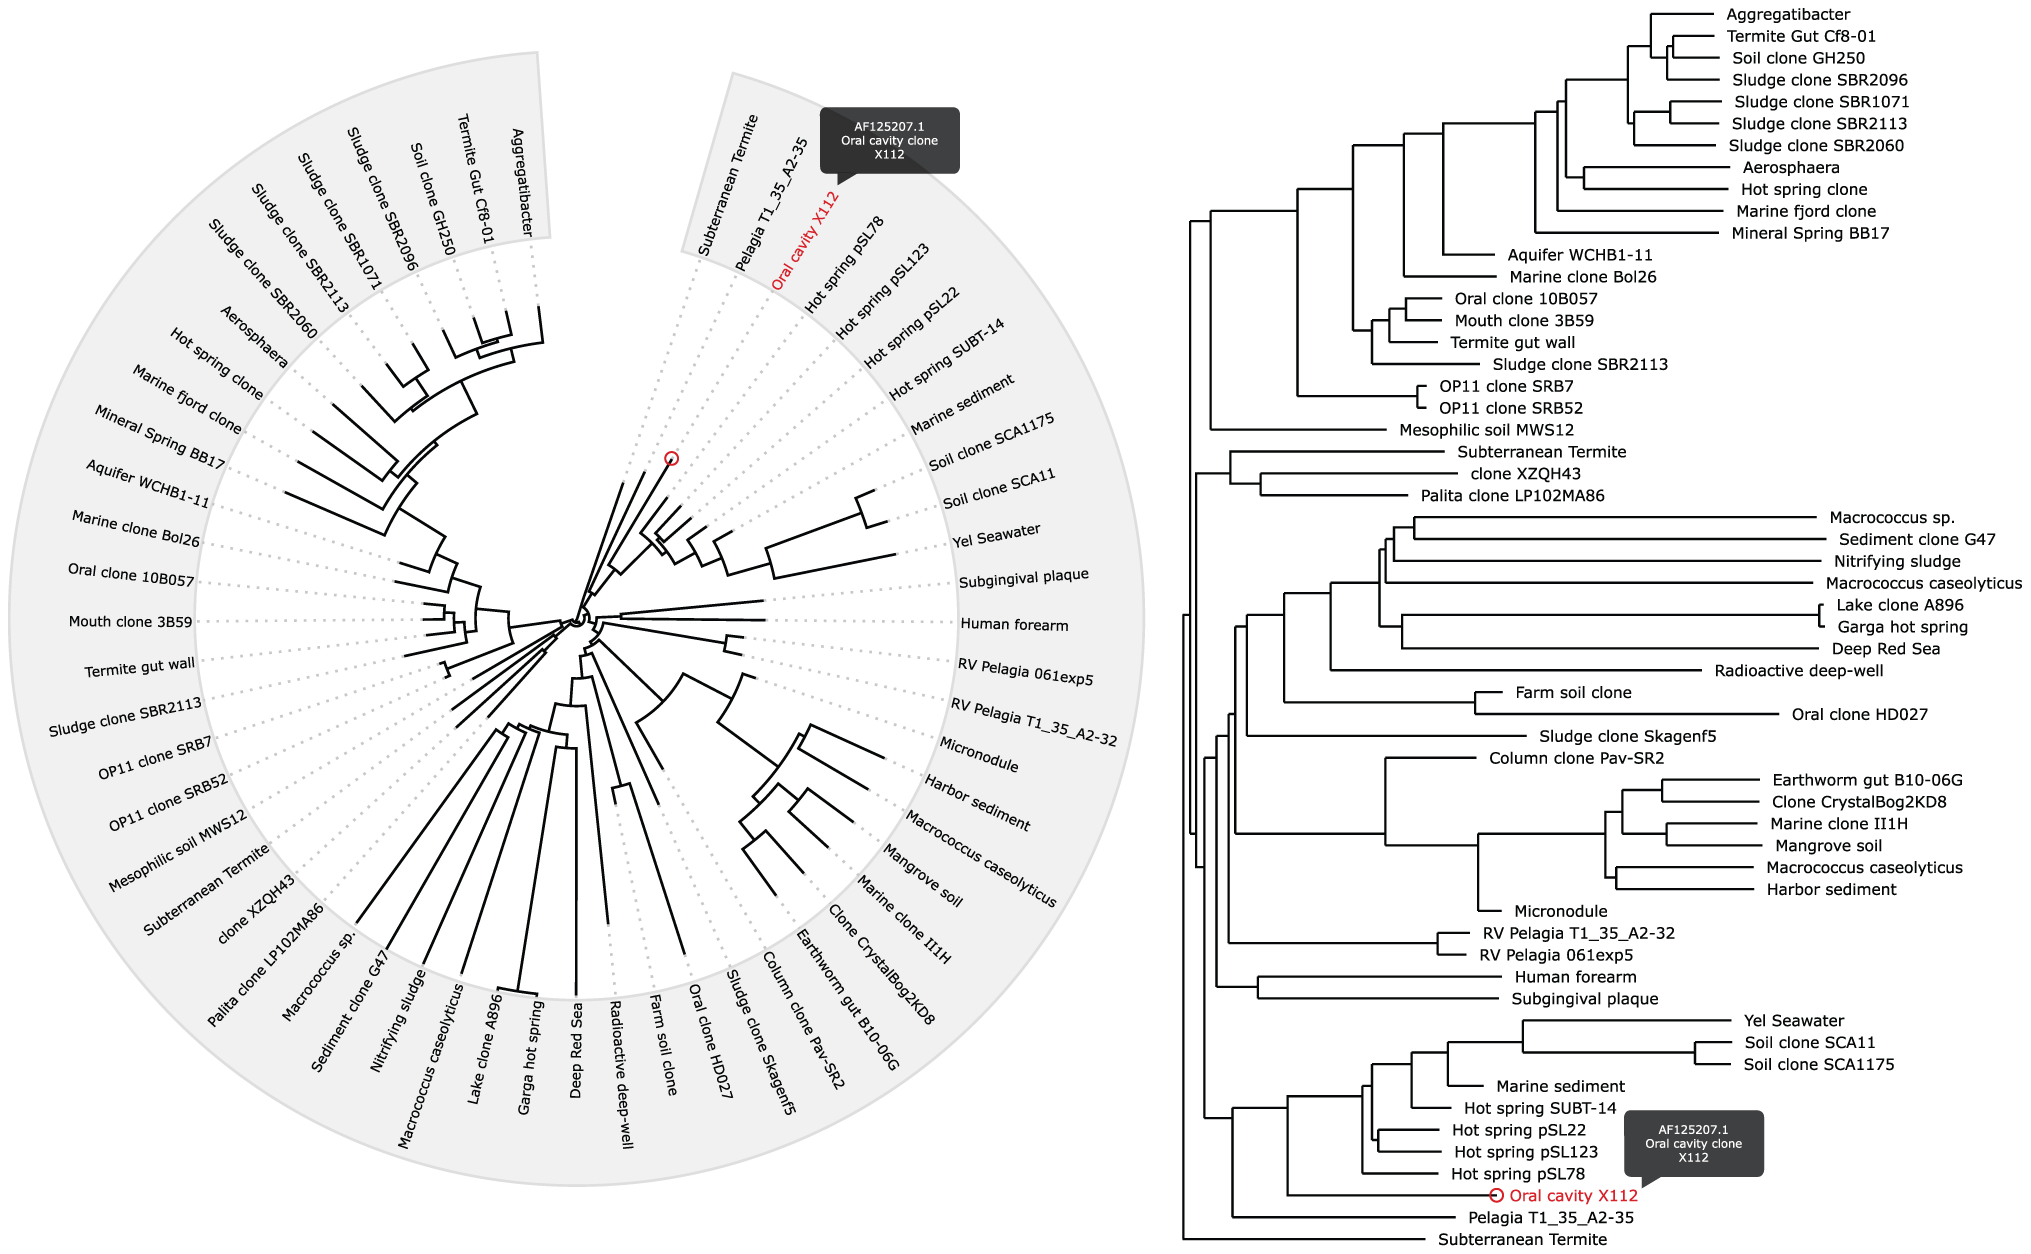 Aggregatibacter
Termite Gut Cf8-01
Soil clone GH250
Sludge clone SBR2096
Sludge clone SBR1071
Sludge clone SBR2113
Sludge clone SBR2060
Aerosphaera
Hot spring clone
Marine fjord clone
Mineral Spring BB17
Aquifer WCHB1-11
Marine clone Bol26
Oral clone 10B057
Mouth clone 3B59
Termite gut wall
Sludge clone SBR2113
OP11 clone SRB7
OP11 clone SRB52
Mesophilic soil MWS12
Subterranean Termite
clone XZQH43
Palita clone LP102MA86
Macrococcus sp.
Sediment clone G47
Nitrifying sludge
Macrococcus caseolyticus
Lake clone A896
Garga hot spring
Deep Red Sea
Radioactive deep-well
Farm soil clone
Oral clone HD027
Sludge clone Skagenf5
Column clone Pav-SR2
Earthworm gut B10-06G
Clone CrystalBog2KD8
Marine clone II1H
Mangrove soil
Macrococcus caseolyticus
Harbor sediment
Micronodule
RV Pelagia T1_35_A2-32
RV Pelagia 061exp5
Human forearm
Subgingival plaque
Yel Seawater
Soil clone SCA11
Soil clone SCA1175
Marine sediment
Hot spring SUBT-14
Hot spring pSL22
Hot spring pSL123
Hot spring pSL78
Oral cavity X112
Pelagia T1_35_A2-35
Subterranean Termite
AF125207.1
Oral cavity clone
X112
Aggregatibacter
Termite Gut Cf8-01
Soil clone GH250
Sludge clone SBR2096
Sludge clone SBR1071
Sludge clone SBR2113
Sludge clone SBR2060
Aerosphaera
Hot spring clone
Marine fjord clone
Mineral Spring BB17
Aquifer WCHB1-11
Marine clone Bol26
Oral clone 10B057
Mouth clone 3B59
Termite gut wall
Sludge clone SBR2113
OP11 clone SRB7
OP11 clone SRB52
Mesophilic soil MWS12
Subterranean Termite
clone XZQH43
Palita clone LP102MA86
Macrococcus sp.
Sediment clone G47
Nitrifying sludge
Macrococcus caseolyticus
Lake clone A896
Garga hot spring
Deep Red Sea
Radioactive deep-well
Farm soil clone
Oral clone HD027
Sludge clone Skagenf5
Column clone Pav-SR2
Earthworm gut B10-06G
Clone CrystalBog2KD8
Marine clone II1H
Mangrove soil
Macrococcus caseolyticus
Harbor sediment
Micronodule
RV Pelagia T1_35_A2-32
RV Pelagia 061exp5
Human forearm
Subgingival plaque
Yel Seawater
Soil clone SCA11
Soil clone SCA1175
Marine sediment
Hot spring SUBT-14
Hot spring pSL22
Hot spring pSL123
Hot spring pSL78
AF125207.1
Oral cavity clone
X112
Oral cavity X112
Pelagia T1_35_A2-35
Subterranean Termite